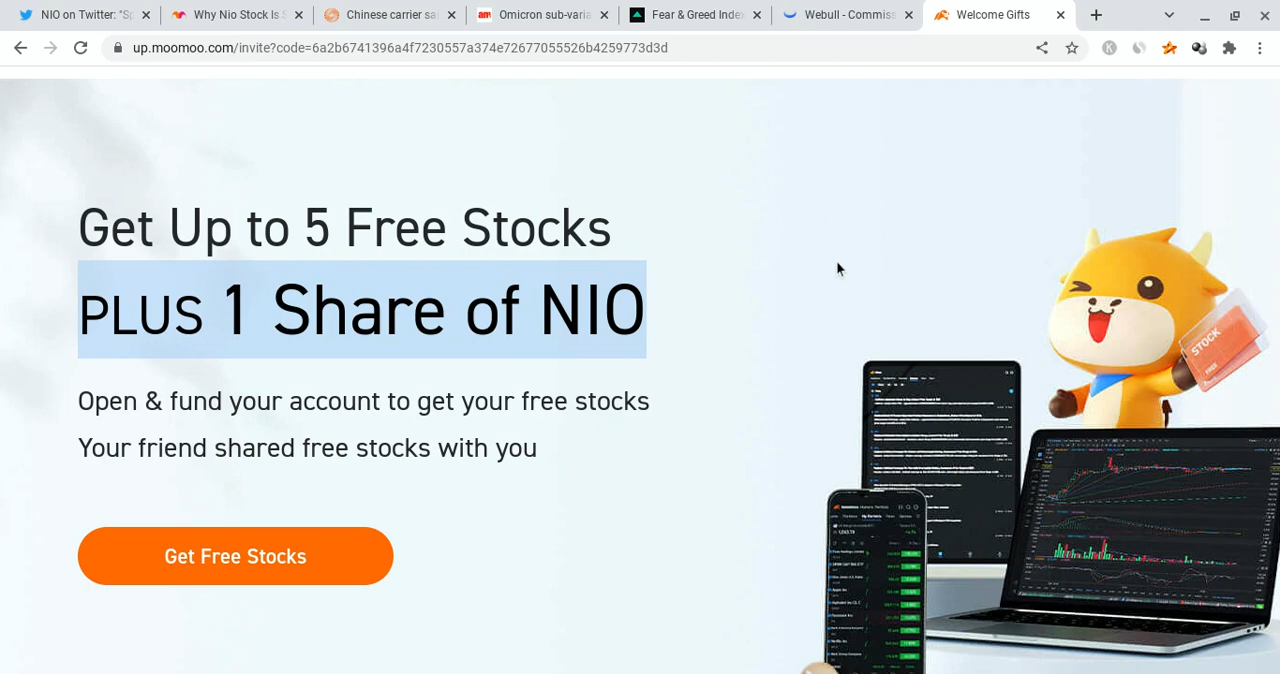 NIO on Twitter: "Sp
Why Nio Stock Is S
Chinese carrier sa
Omicron sub-varia
Fear & Greed Index
Webull - Commiss
Welcome Gifts
up.moomoo.com/invite?code=6a2b6741396a4f7230557a374e72677055526b4259773d3d
Get Up to 5 Free Stocks
PLUS 1 Share of NIO
Open & fund your account to get your free stocks
Your friend shared free stocks with you
Get Free Stocks
STOCK
FREE